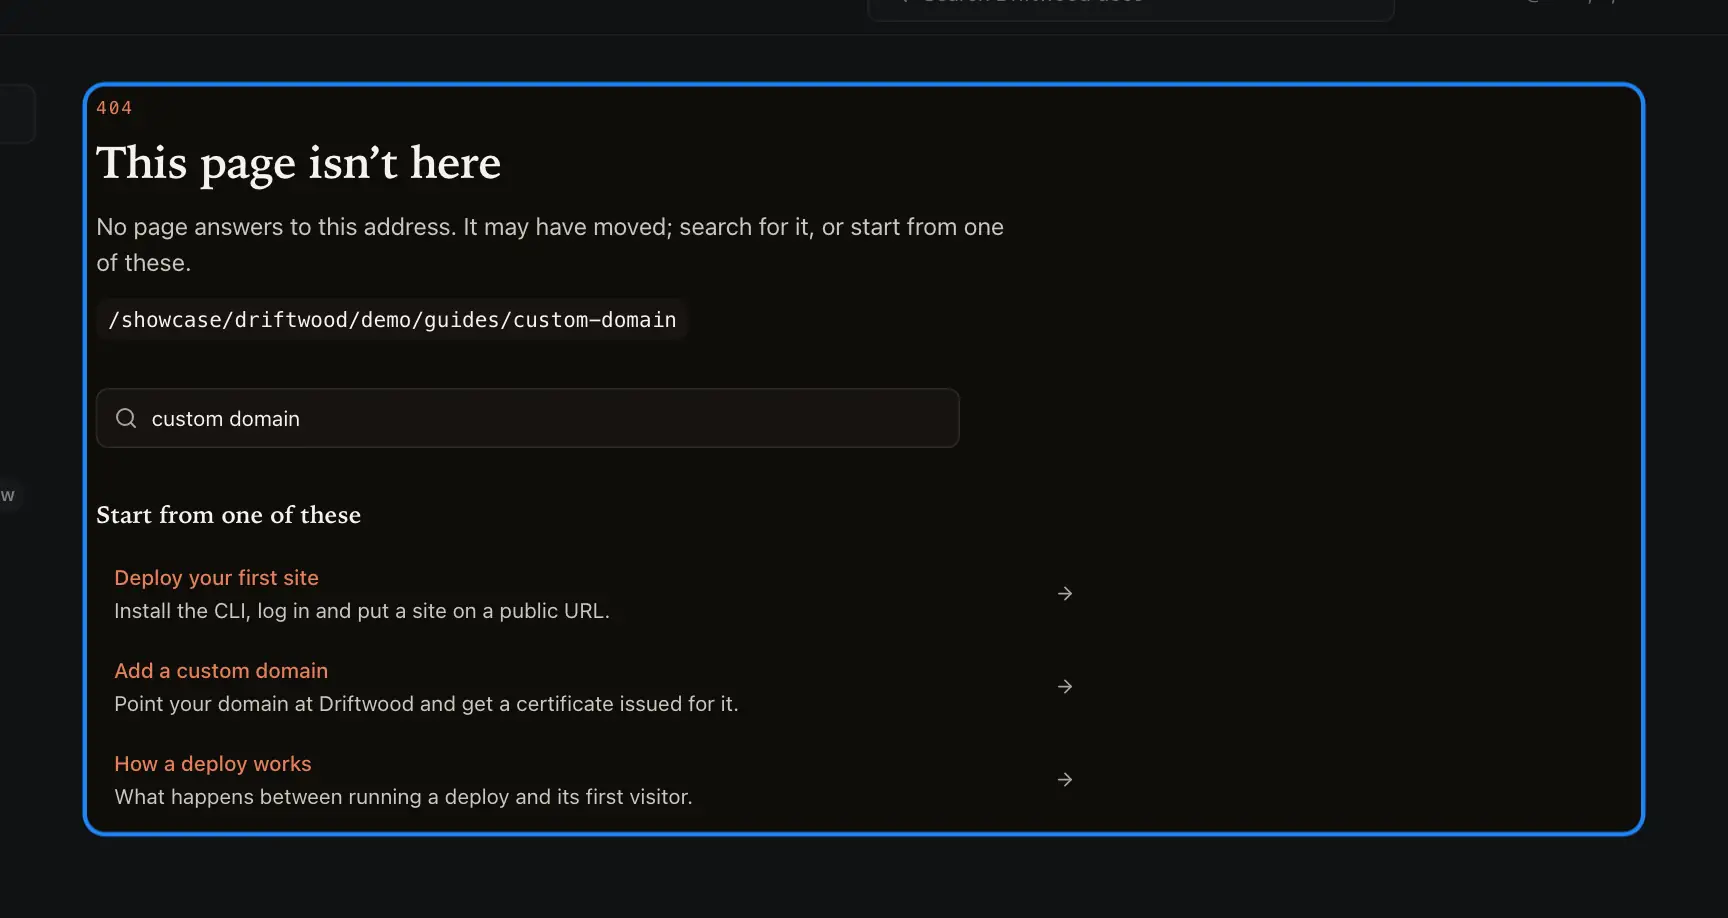 404
This page isn’t here
No page answers to this address. It may have moved; search for it, or start from one
of these.
/showcase/driftwood/demo/guides/custom-domain
custom domain
Start from one of these
Deploy your first site
Install the CLI, log in and put a site on a public URL.
Add a custom domain
Point your domain at Driftwood and get a certificate issued for it.
How a deploy works
What happens between running a deploy and its first visitor.